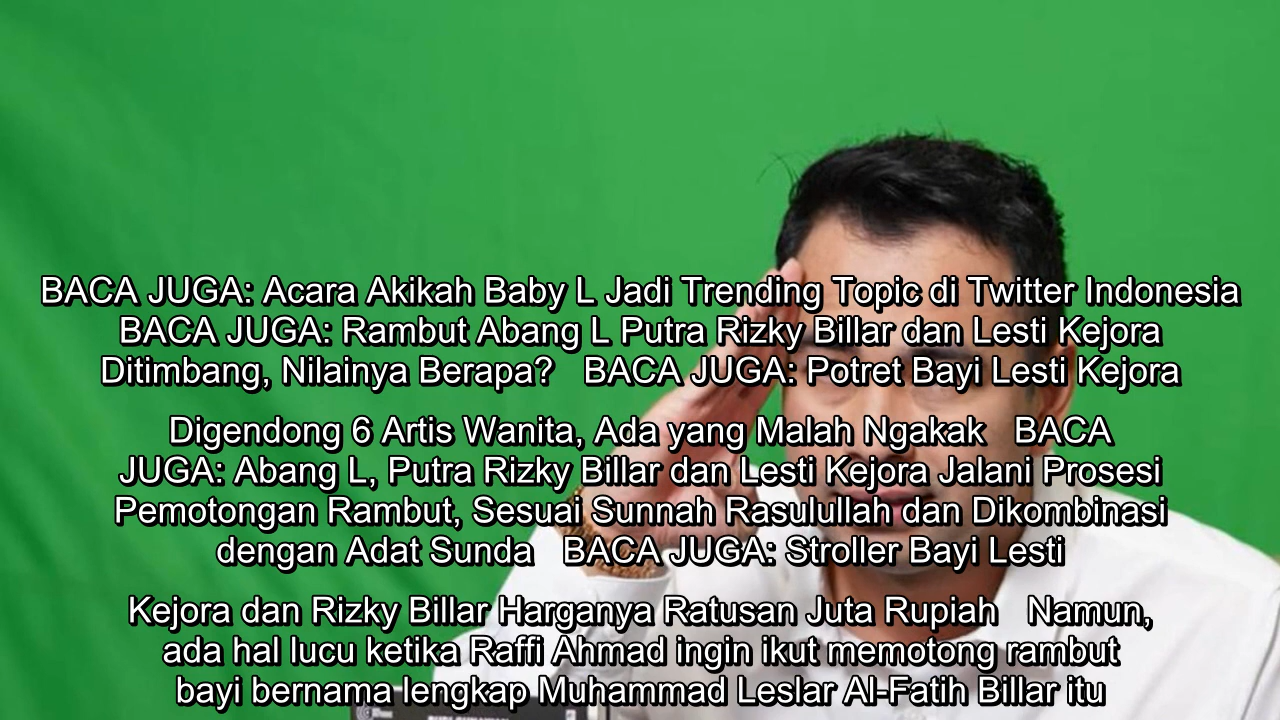 BACA JUGA: Acara Akikah Baby L Jadi Trending Topic di Twitter Indonesia
BACA JUGA: Rambut Abang L Putra Rizky Billar dan Lesti Kejora
Ditimbang, Nilainya Berapa?   BACA JUGA: Potret Bayi Lesti Kejora
Digendong 6 Artis Wanita, Ada yang Malah Ngakak   BACA
JUGA: Abang L, Putra Rizky Billar dan Lesti Kejora Jalani Prosesi
Pemotongan Rambut, Sesuai Sunnah Rasulullah dan Dikombinasi
dengan Adat Sunda   BACA JUGA: Stroller Bayi Lesti
Kejora dan Rizky Billar Harganya Ratusan Juta Rupiah   Namun,
ada hal lucu ketika Raffi Ahmad ingin ikut memotong rambut
bayi bernama lengkap Muhammad Leslar Al-Fatih Billar itu